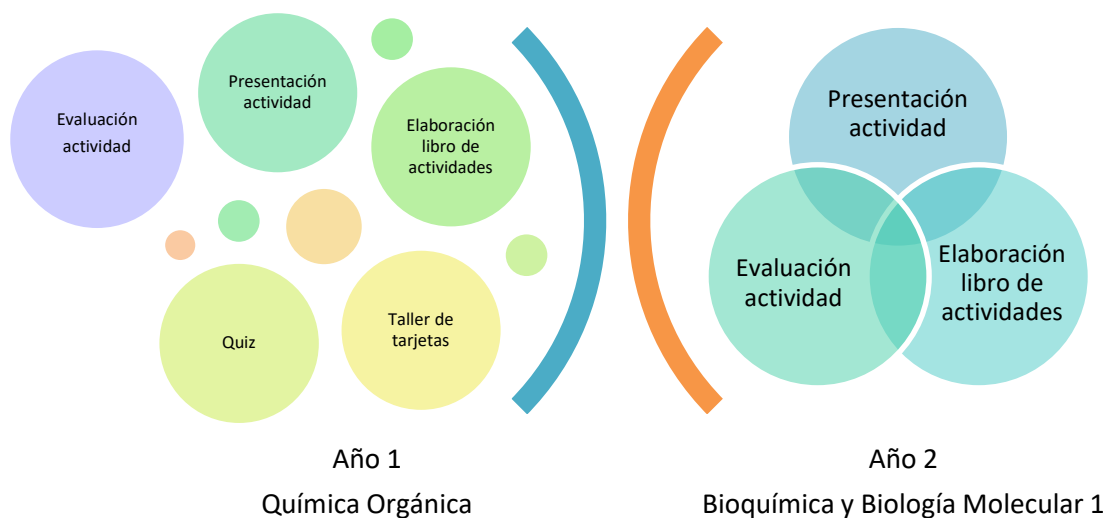 Evaluación
actividad
Presentación
actividad
Elaboración
libro de
actividades
Quiz
Taller de
tarjetas
Presentación
actividad
Evaluación
actividad
Elaboración
libro de
actividades
Año 1
Química Orgánica
Año 2
Bioquímica y Biología Molecular 1